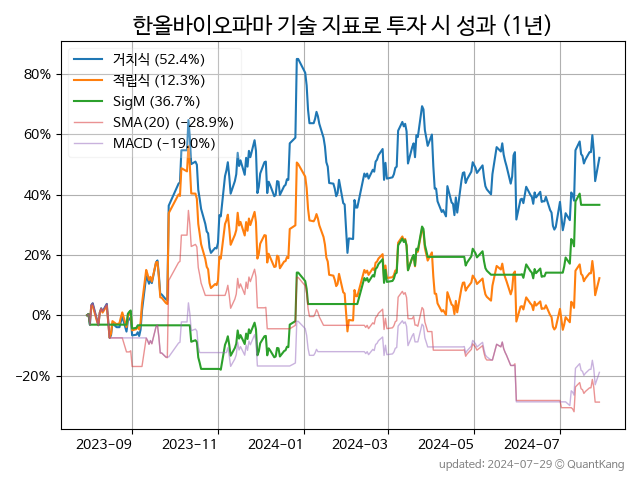 한올바이오파마 기술 지표로 투자 시 성과 (1년)
거치식 (52.4%)
적립식 (12.3%)
SigM (36.7%)
SMA(20) (−28.9%)
MACD (−19.0%)
80%
60%
40%
20%
0%
−20%
2023-09 2023-11 2024-01 2024-03 2024-05 2024-07
updated: 2024-07-29 © QuantKang